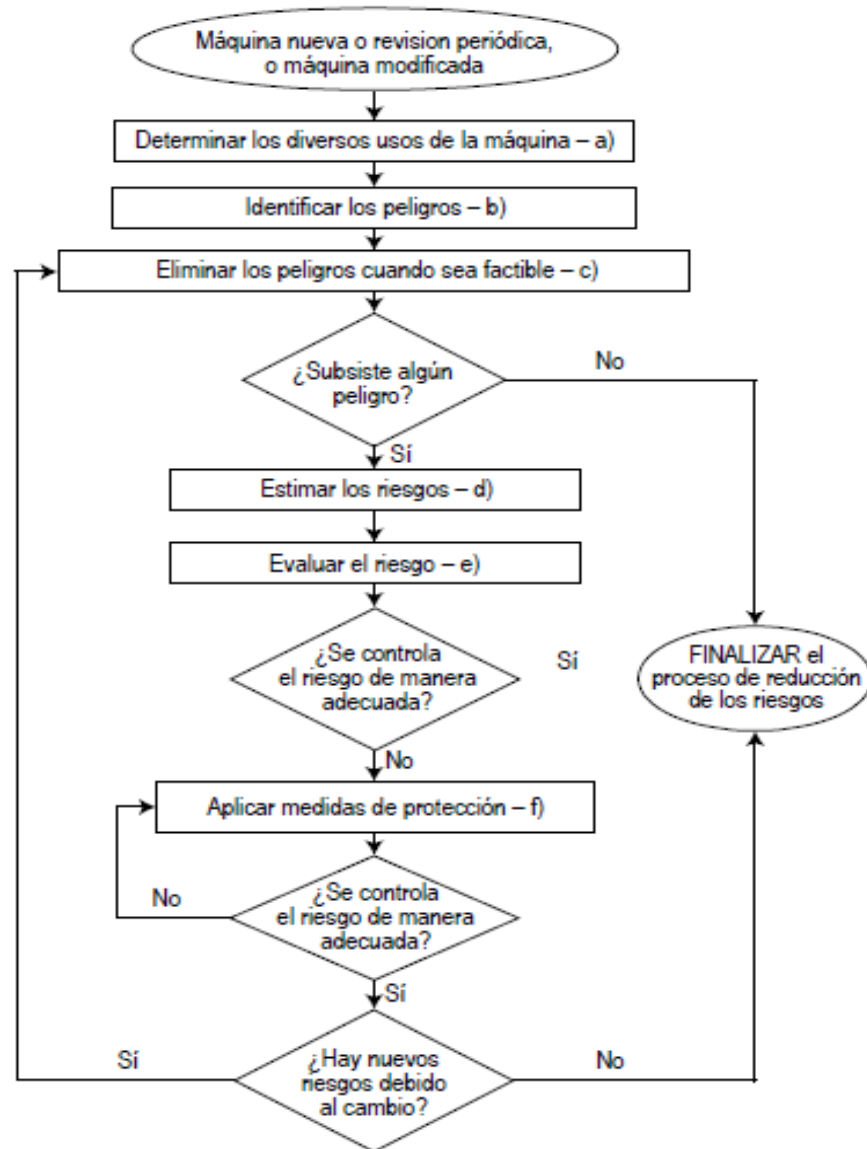 Máquina nueva o revision periódica,
o máquina modificada
Determinar los diversos usos de la máquina – a)
Identificar los peligros – b)
Eliminar los peligros cuando sea factible – c)
¿Subsiste algún
peligro?
No
Sí
Estimar los riesgos – d)
Evaluar el riesgo – e)
¿Se controla
el riesgo de manera
adecuada?
Sí
FINALIZAR el
proceso de reducción
de los riesgos
No
Aplicar medidas de protección – f)
¿Se controla
el riesgo de manera
adecuada?
No
Sí
¿Hay nuevos
riesgos debido
al cambio?
Sí
No